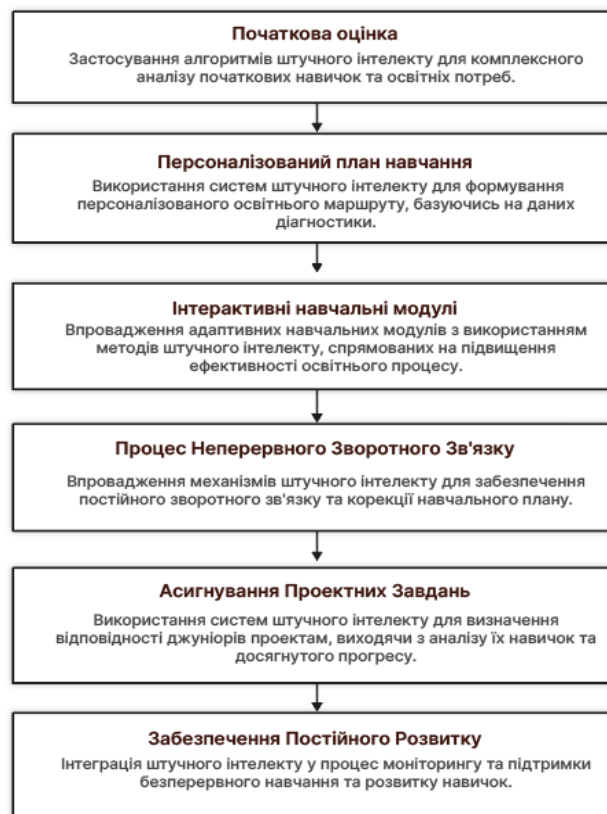 Початкова оцінка
Застосування алгоритмів штучного інтелекту для комплексного
аналізу початкових навичок та освітніх потреб.
Персоналізований план навчання
Використання систем штучного інтелекту для формування
персоналізованого освітнього маршруту, базуючись на даних
діагностики.
Інтерактивні навчальні модулі
Впровадження адаптивних навчальних модулів з використанням
методів штучного інтелекту, спрямованих на підвищення
ефективності освітнього процесу.
Процес Неперервного Зворотного Зв'язку
Впровадження механізмів штучного інтелекту для забезпечення
постійного зворотного зв'язку та корекції навчального плану.
Асигнування Проектних Завдань
Використання систем штучного інтелекту для визначення
відповідності джуніорів проектам, виходячи з аналізу їх навичок та
досягнутого прогресу.
Забезпечення Постійного Розвитку
Інтеграція штучного інтелекту у процес моніторингу та підтримки
безперервного навчання та розвитку навичок.